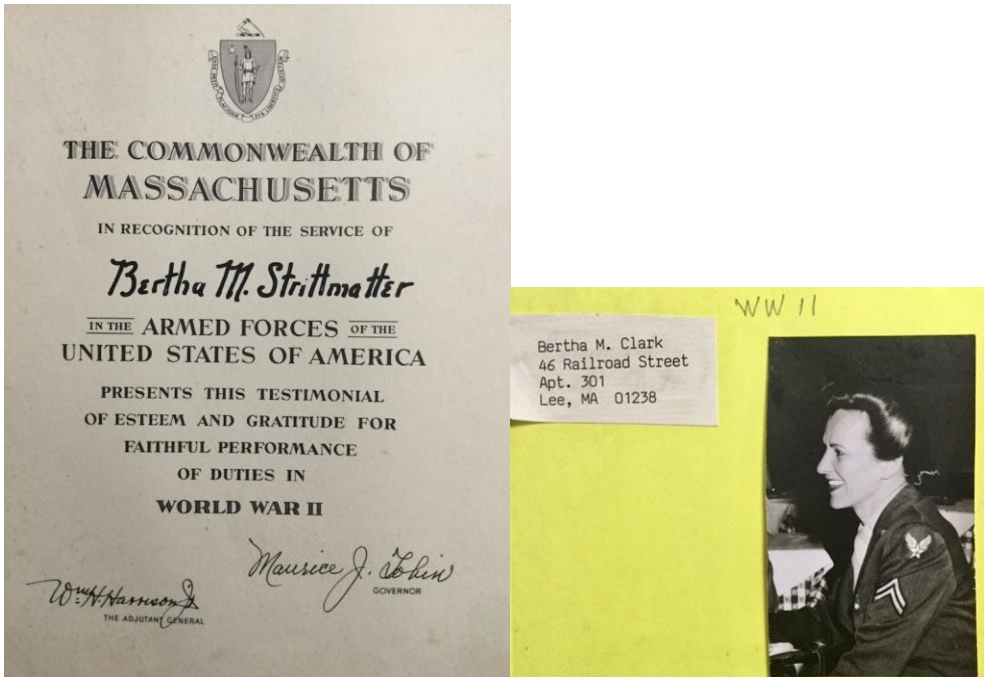 THE COMMONWEALTH OF
MASSACHUSETTS
IN RECOGNITION OF THE SERVICE OF
Bertha M. Strittmatter
IN THE ARMED FORCES OF THE
UNITED STATES OF AMERICA
PRESENTS THIS TESTIMONIAL
OF ESTEEM AND GRATITUDE FOR
FAITHFUL PERFORMANCE
OF DUTIES IN
WORLD WAR II
Wm. H. Harrison Jr
THE ADJUTANT GENERAL
Maurice J. Tobin
GOVERNOR
WW II
Bertha M. Clark
46 Railroad Street
Apt. 301
Lee, MA 01238